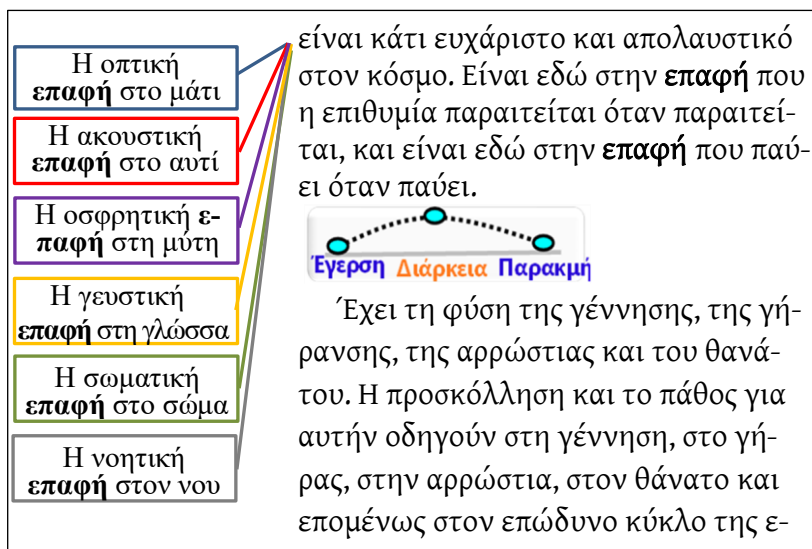 Η οπτική
επαφή στο μάτι
Η ακουστική
επαφή στο αυτί
Η οσφρητική ε-
παφή στη μύτη
Η γευστική
επαφή στη γλώσσα
Η σωματική
επαφή στο σώμα
Η νοητική
επαφή στον νου
είναι κάτι ευχάριστο και απολαυστικό
στον κόσμο. Είναι εδώ στην επαφή που
η επιθυμία παραιτείται όταν παραιτεί-
ται, και είναι εδώ στην επαφή που παύ-
ει όταν παύει.
Έγερση Διάρκεια Παρακμή
Έχει τη φύση της γέννησης, της γή-
ρανσης, της αρρώστιας και του θανά-
του. Η προσκόλληση και το πάθος για
αυτήν οδηγούν στη γέννηση, στο γή-
ρας, στην αρρώστια, στον θάνατο και
επομένως στον επώδυνο κύκλο της ε-